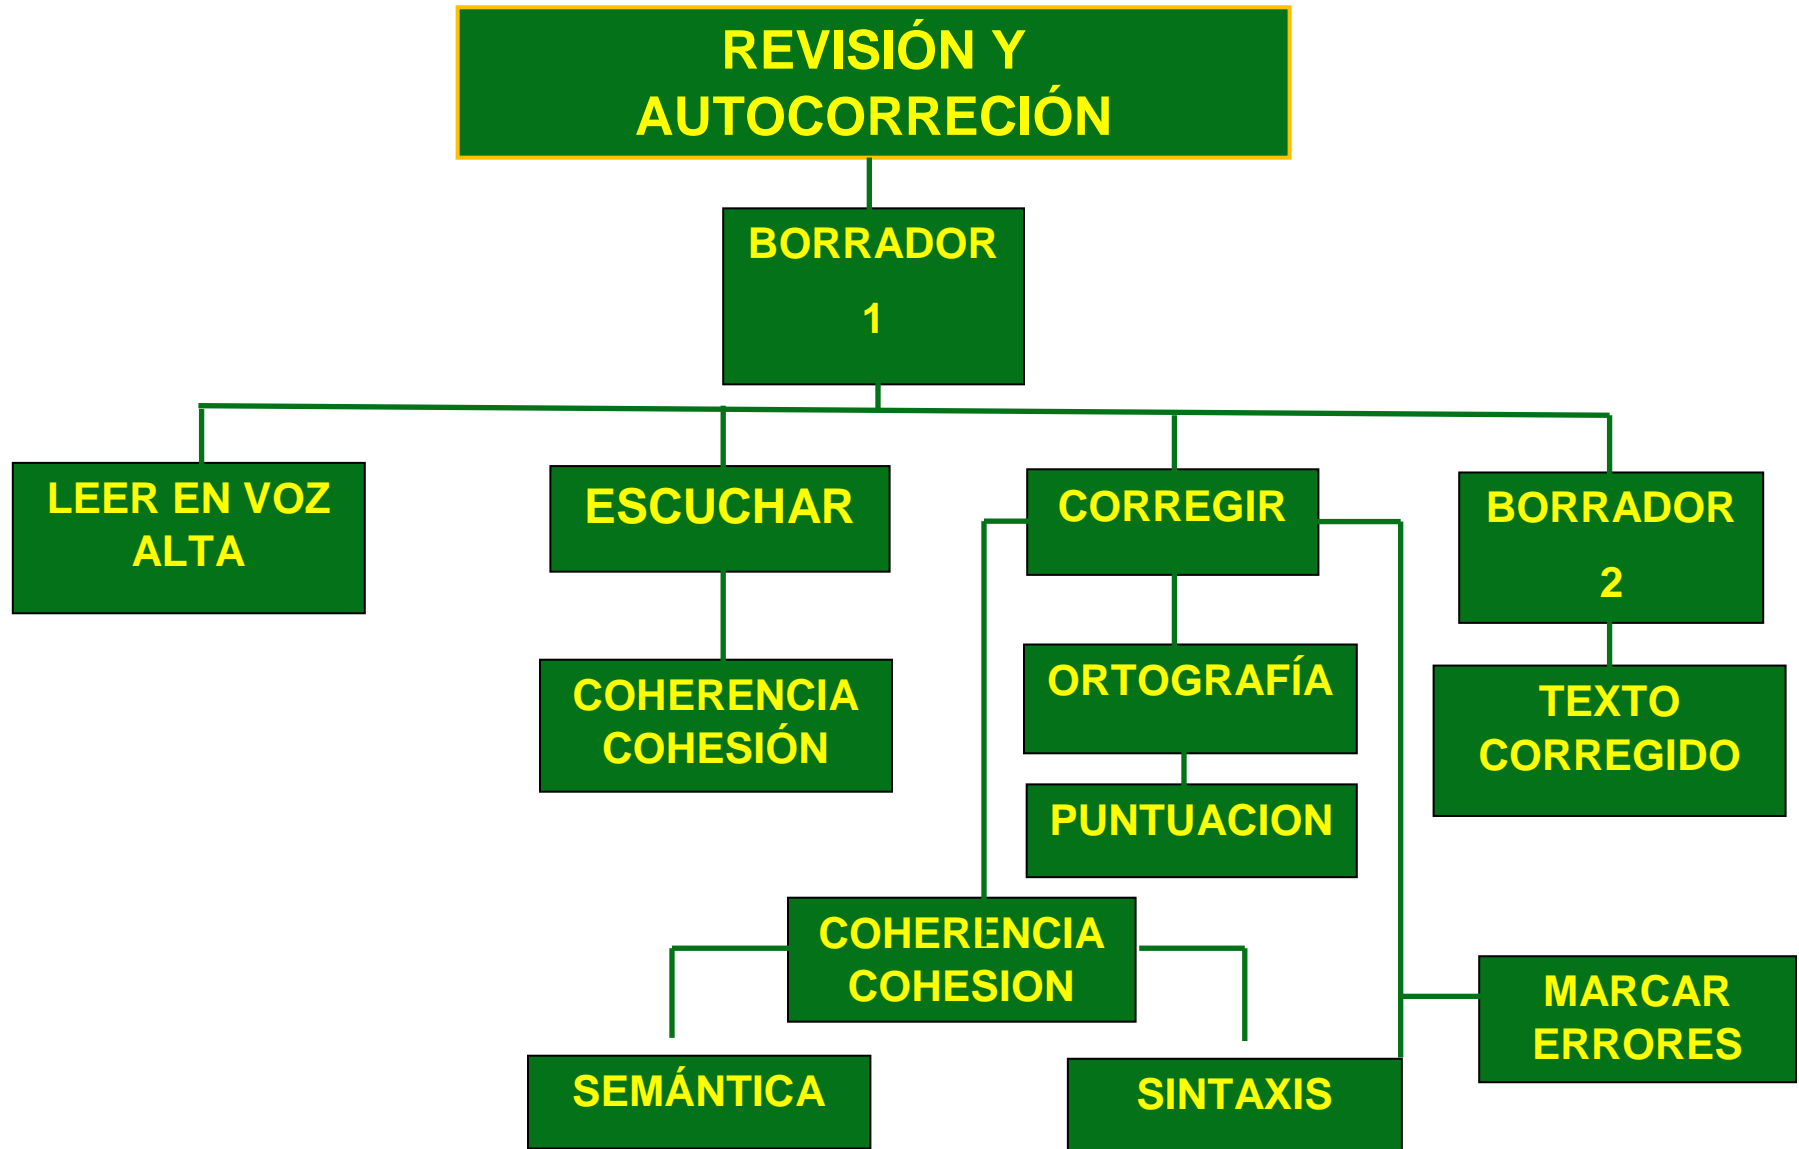 REVISIÓN Y
AUTOCORRECIÓN
BORRADOR
1
LEER EN VOZ
ALTA
ESCUCHAR
CORREGIR
BORRADOR
2
COHERENCIA
COHESIÓN
ORTOGRAFÍA
PUNTUACION
TEXTO
CORREGIDO
COHERENCIA
COHESION
MARCAR
ERRORES
SEMÁNTICA
SINTAXIS